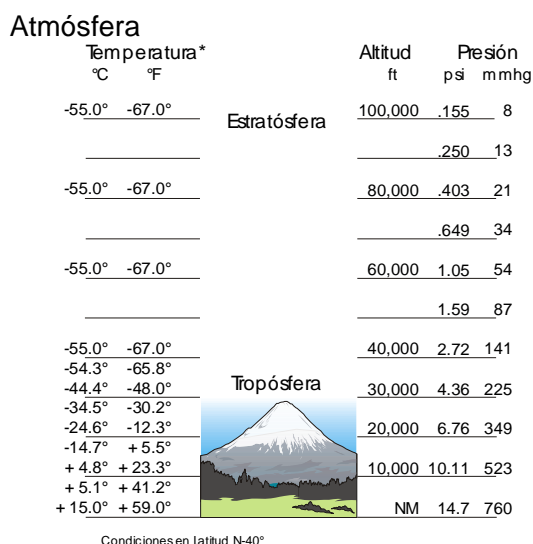 Atmósfera
Temperatura* Altitud Presión
°C °F ft psi mmhg
-55.0° -67.0° 100,000 .155 8
Estratósfera
.250 13
-55.0° -67.0° 80,000 .403 21
.649 34
-55.0° -67.0° 60,000 1.05 54
1.59 87
-55.0° -67.0° 40,000 2.72 141
-54.3° -65.8°
Tropósfera
-44.4° -48.0° 30,000 4.36 225
-34.5° -30.2°
-24.6° -12.3° 20,000 6.76 349
-14.7° +5.5°
+ 4.8° + 23.3° 10,000 10.11 523
+ 5.1° + 41.2°
+ 15.0° + 59.0° NM 14.7 760
Condiciones en latitud N-40°